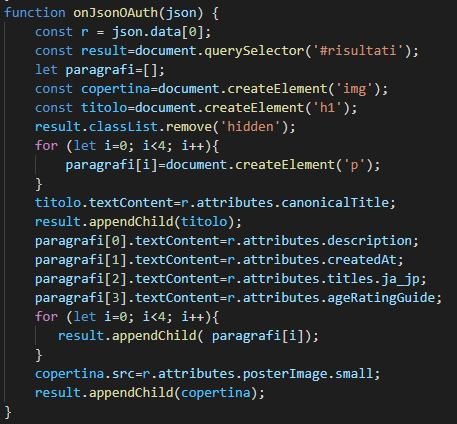 function onJsonOAuth(json) {
    const r = json.data[0];
    const result=document.querySelector('#risultati');
    let paragrafi=[];
    const copertina=document.createElement('img');
    const titolo=document.createElement('h1');
    result.classList.remove('hidden');
    for (let i=0; i<4; i++){
        paragrafi[i]=document.createElement('p');
    }
    titolo.textContent=r.attributes.canonicalTitle;
    result.appendChild(titolo);
    paragrafi[0].textContent=r.attributes.description;
    paragrafi[1].textContent=r.attributes.createdAt;
    paragrafi[2].textContent=r.attributes.titles.ja_jp;
    paragrafi[3].textContent=r.attributes.ageRatingGuide;
    for (let i=0; i<4; i++){
       result.appendChild( paragrafi[i]);
    }
    copertina.src=r.attributes.posterImage.small;
    result.appendChild(copertina);
}